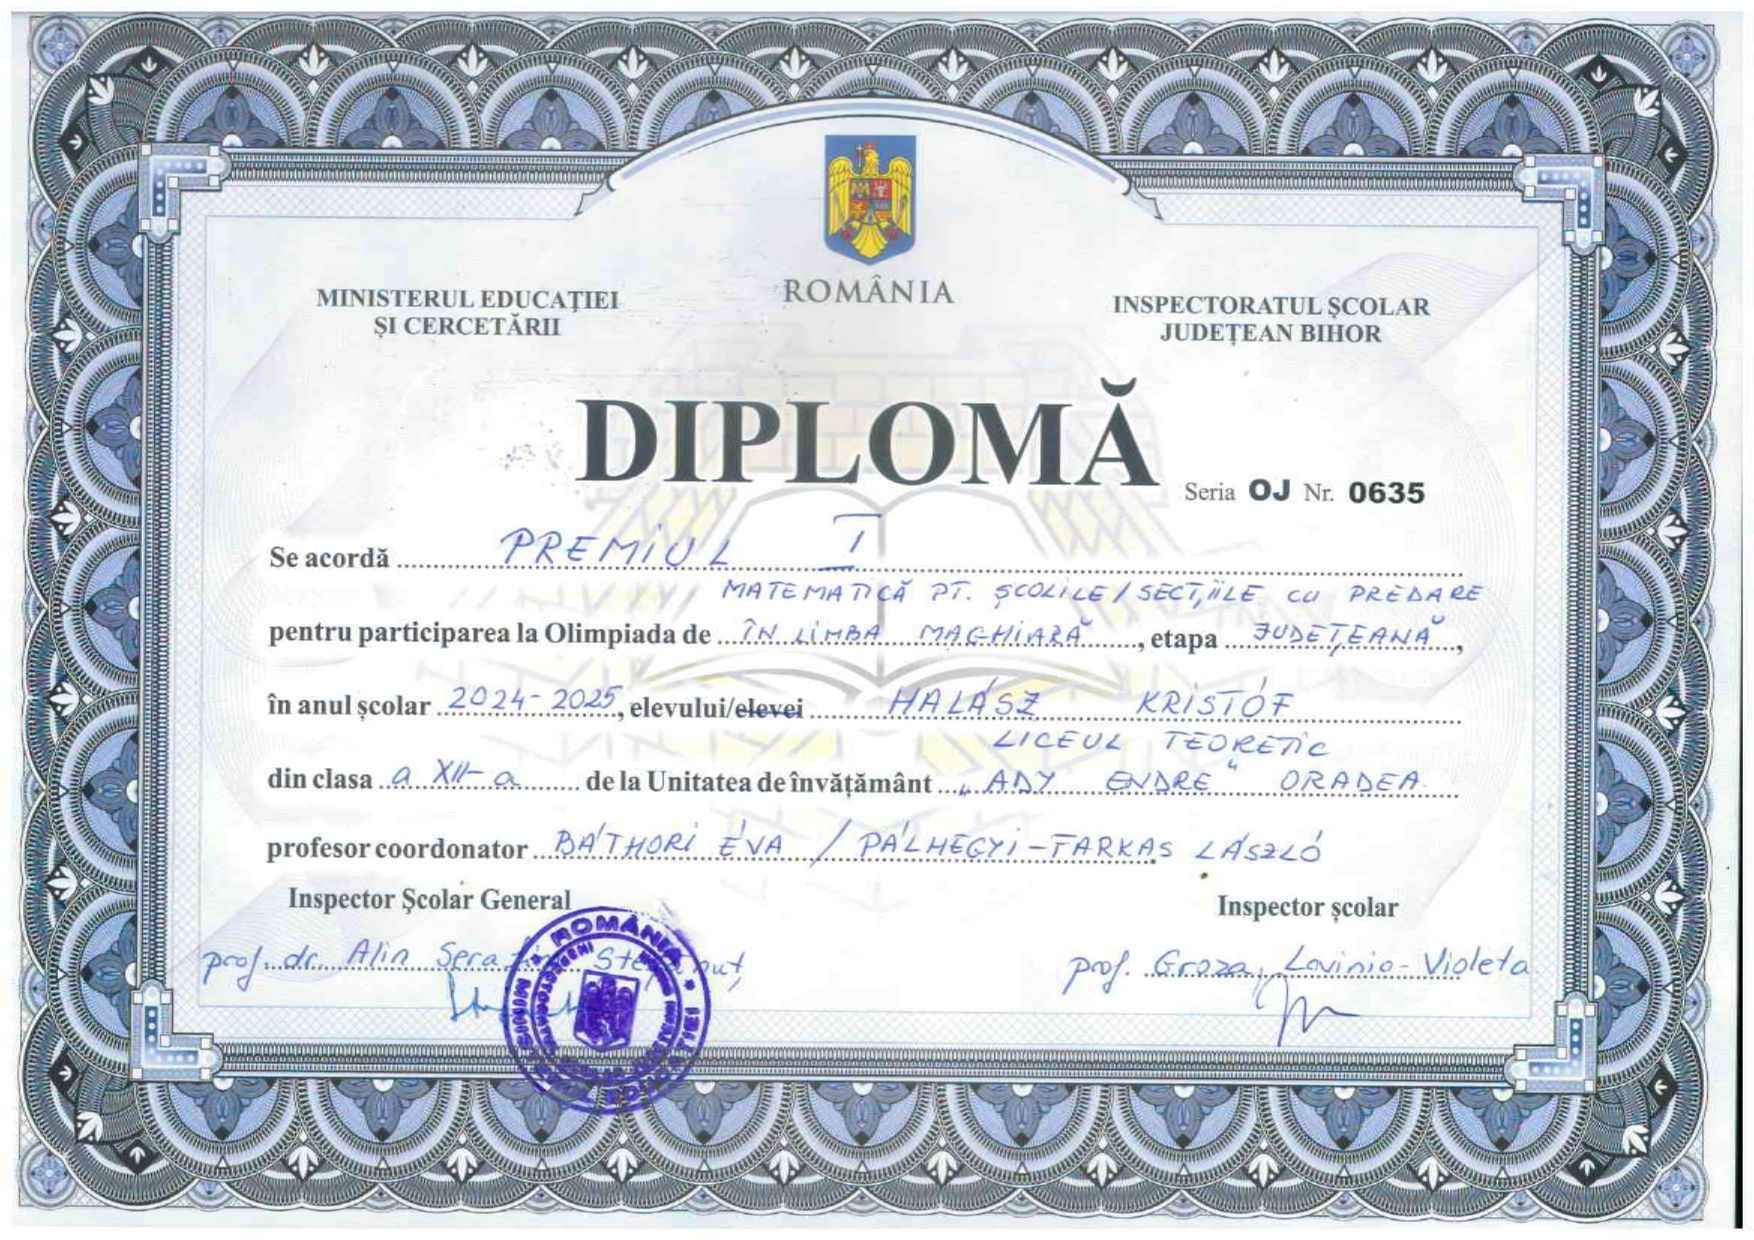 ROMÂNIA
MINISTERUL EDUCAȚIEI
ȘI CERCETĂRII
INSPECTORATUL ȘCOLAR
JUDEȚEAN BIHOR
DIPLOMĂ
Seria OJ Nr. 0635
Se acordă PREMIUL I
MATEMATICĂ PT. ȘCOLILE/SECȚIILE CU PREDARE
pentru participarea la Olimpiada de ÎN LIMBA MAGHIARĂ, etapa JUDEȚEANĂ,
în anul școlar 2024-2025, elevului/elevei HALÁSZ KRISTÓF
LICEUL TEORETIC
din clasa a XII-a de la Unitatea de învățământ „ADY ENDRE" ORADEA
profesor coordonator BÁTHORI ÉVA / PÁLHEGYI-FARKAS LÁSZLÓ
Inspector Școlar General
Inspector școlar
prof. dr. Alin Sera
prof. Groza Lavinia-Violeta
ROMÂNIA